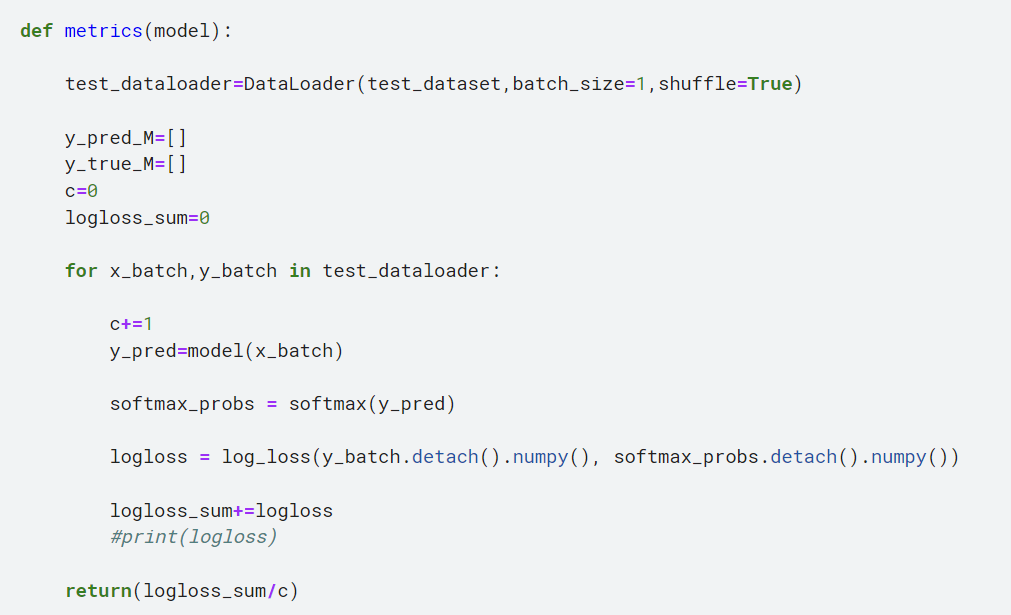 def metrics(model):
    test_dataloader=DataLoader(test_dataset,batch_size=1,shuffle=True)
    y_pred_M=[]
    y_true_M=[]
    c=0
    logloss_sum=0
    for x_batch,y_batch in test_dataloader:
        c+=1
        y_pred=model(x_batch)
        softmax_probs = softmax(y_pred)
        logloss = log_loss(y_batch.detach().numpy(), softmax_probs.detach().numpy())
        logloss_sum+=logloss
        #print(logloss)
    return(logloss_sum/c)